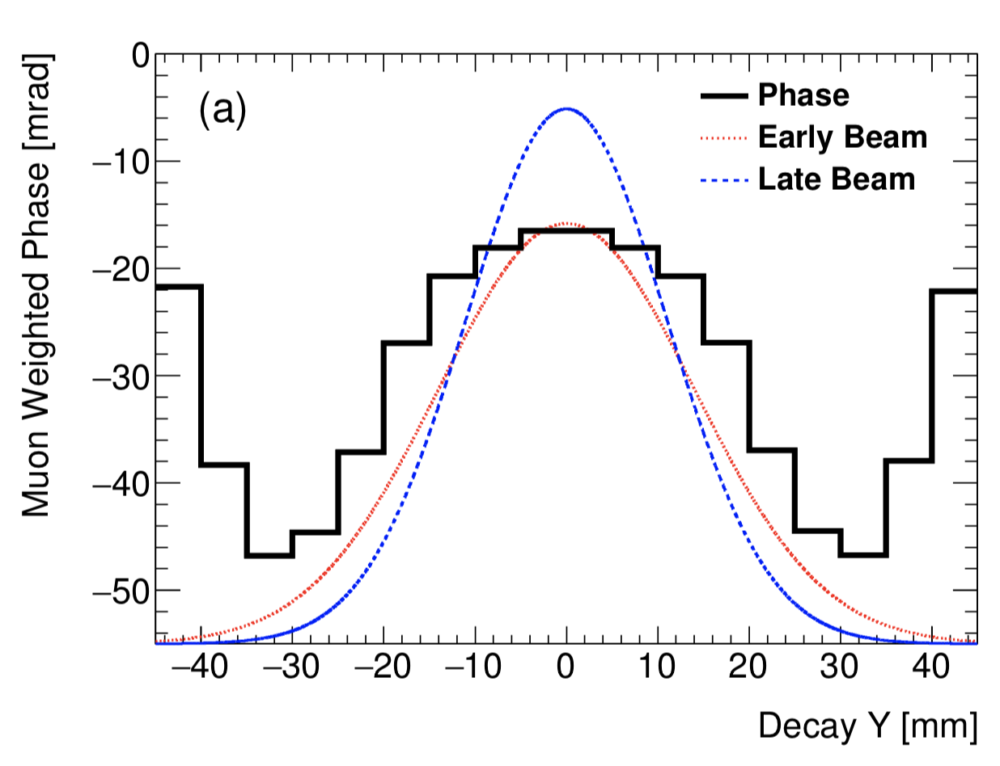 Muon Weighted Phase [mrad]
0
−10
−20
−30
−40
−50
(a)
Phase
Early Beam
Late Beam
−40 −30 −20 −10 0 10 20 30 40
Decay Y [mm]